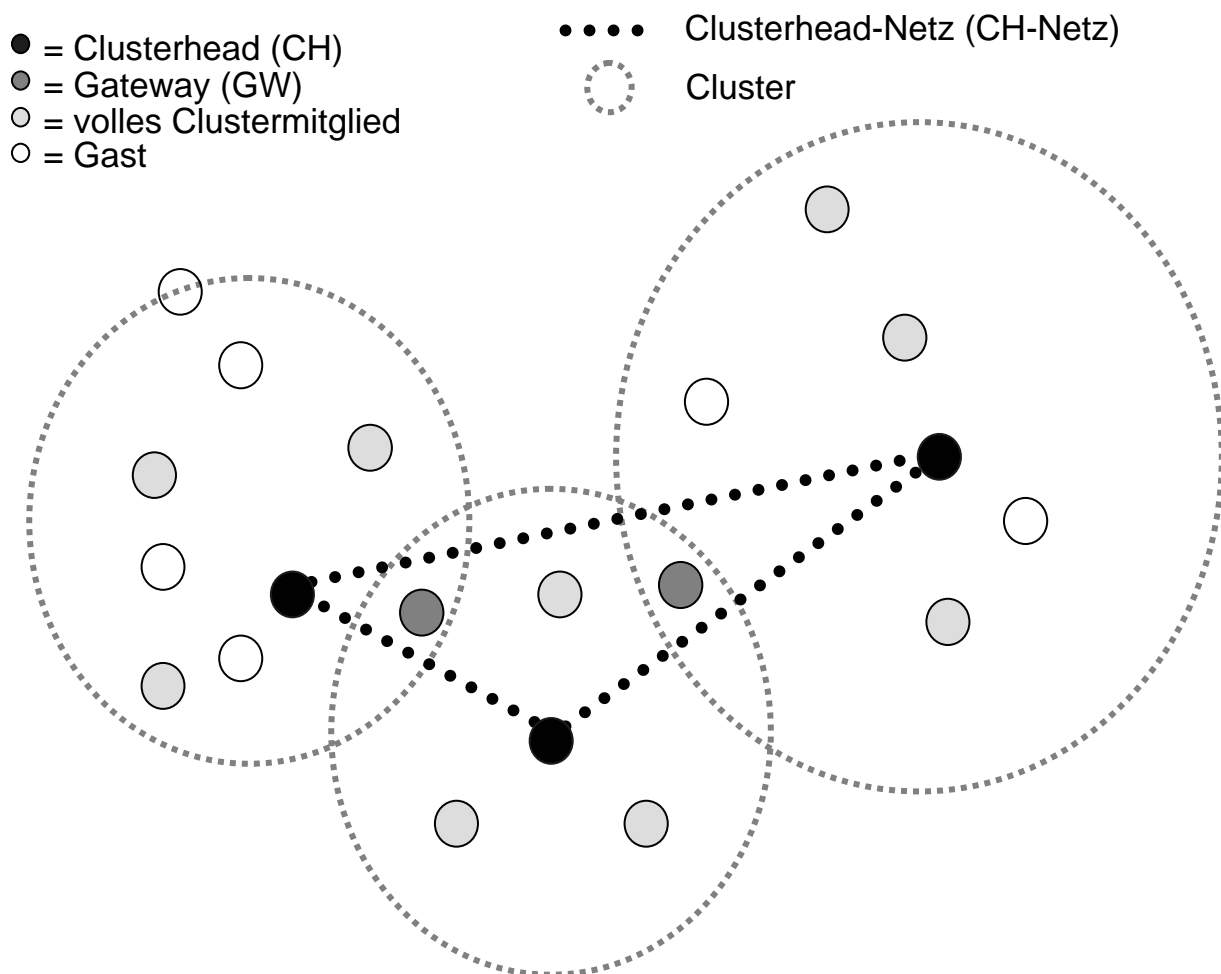 = Clusterhead (CH)
= Gateway (GW)
= volles Clustermitglied
= Gast
Clusterhead-Netz (CH-Netz)
Cluster